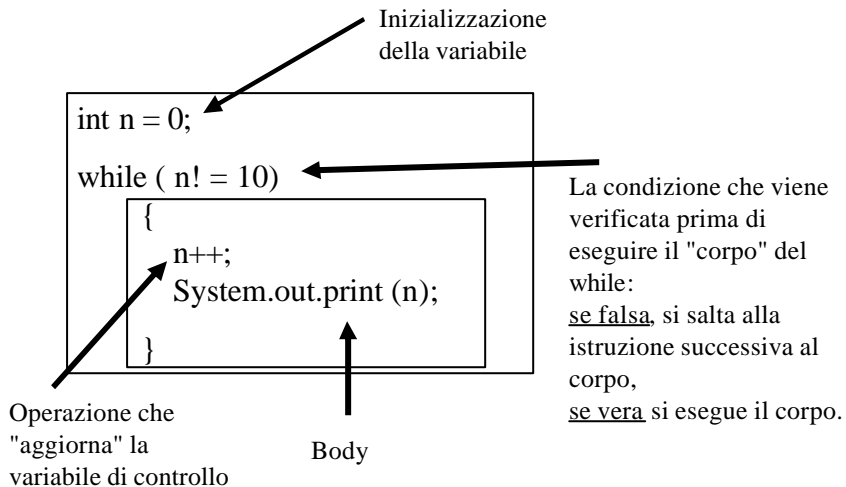 Inizializzazione
della variabile
int n = 0;
while ( n! = 10)
{
n++;
System.out.print (n);
}
La condizione che viene
verificata prima di
eseguire il "corpo" del
while:
se falsa, si salta alla
istruzione successiva al
corpo,
se vera si esegue il corpo.
Operazione che
"aggiorna" la
variabile di controllo
Body